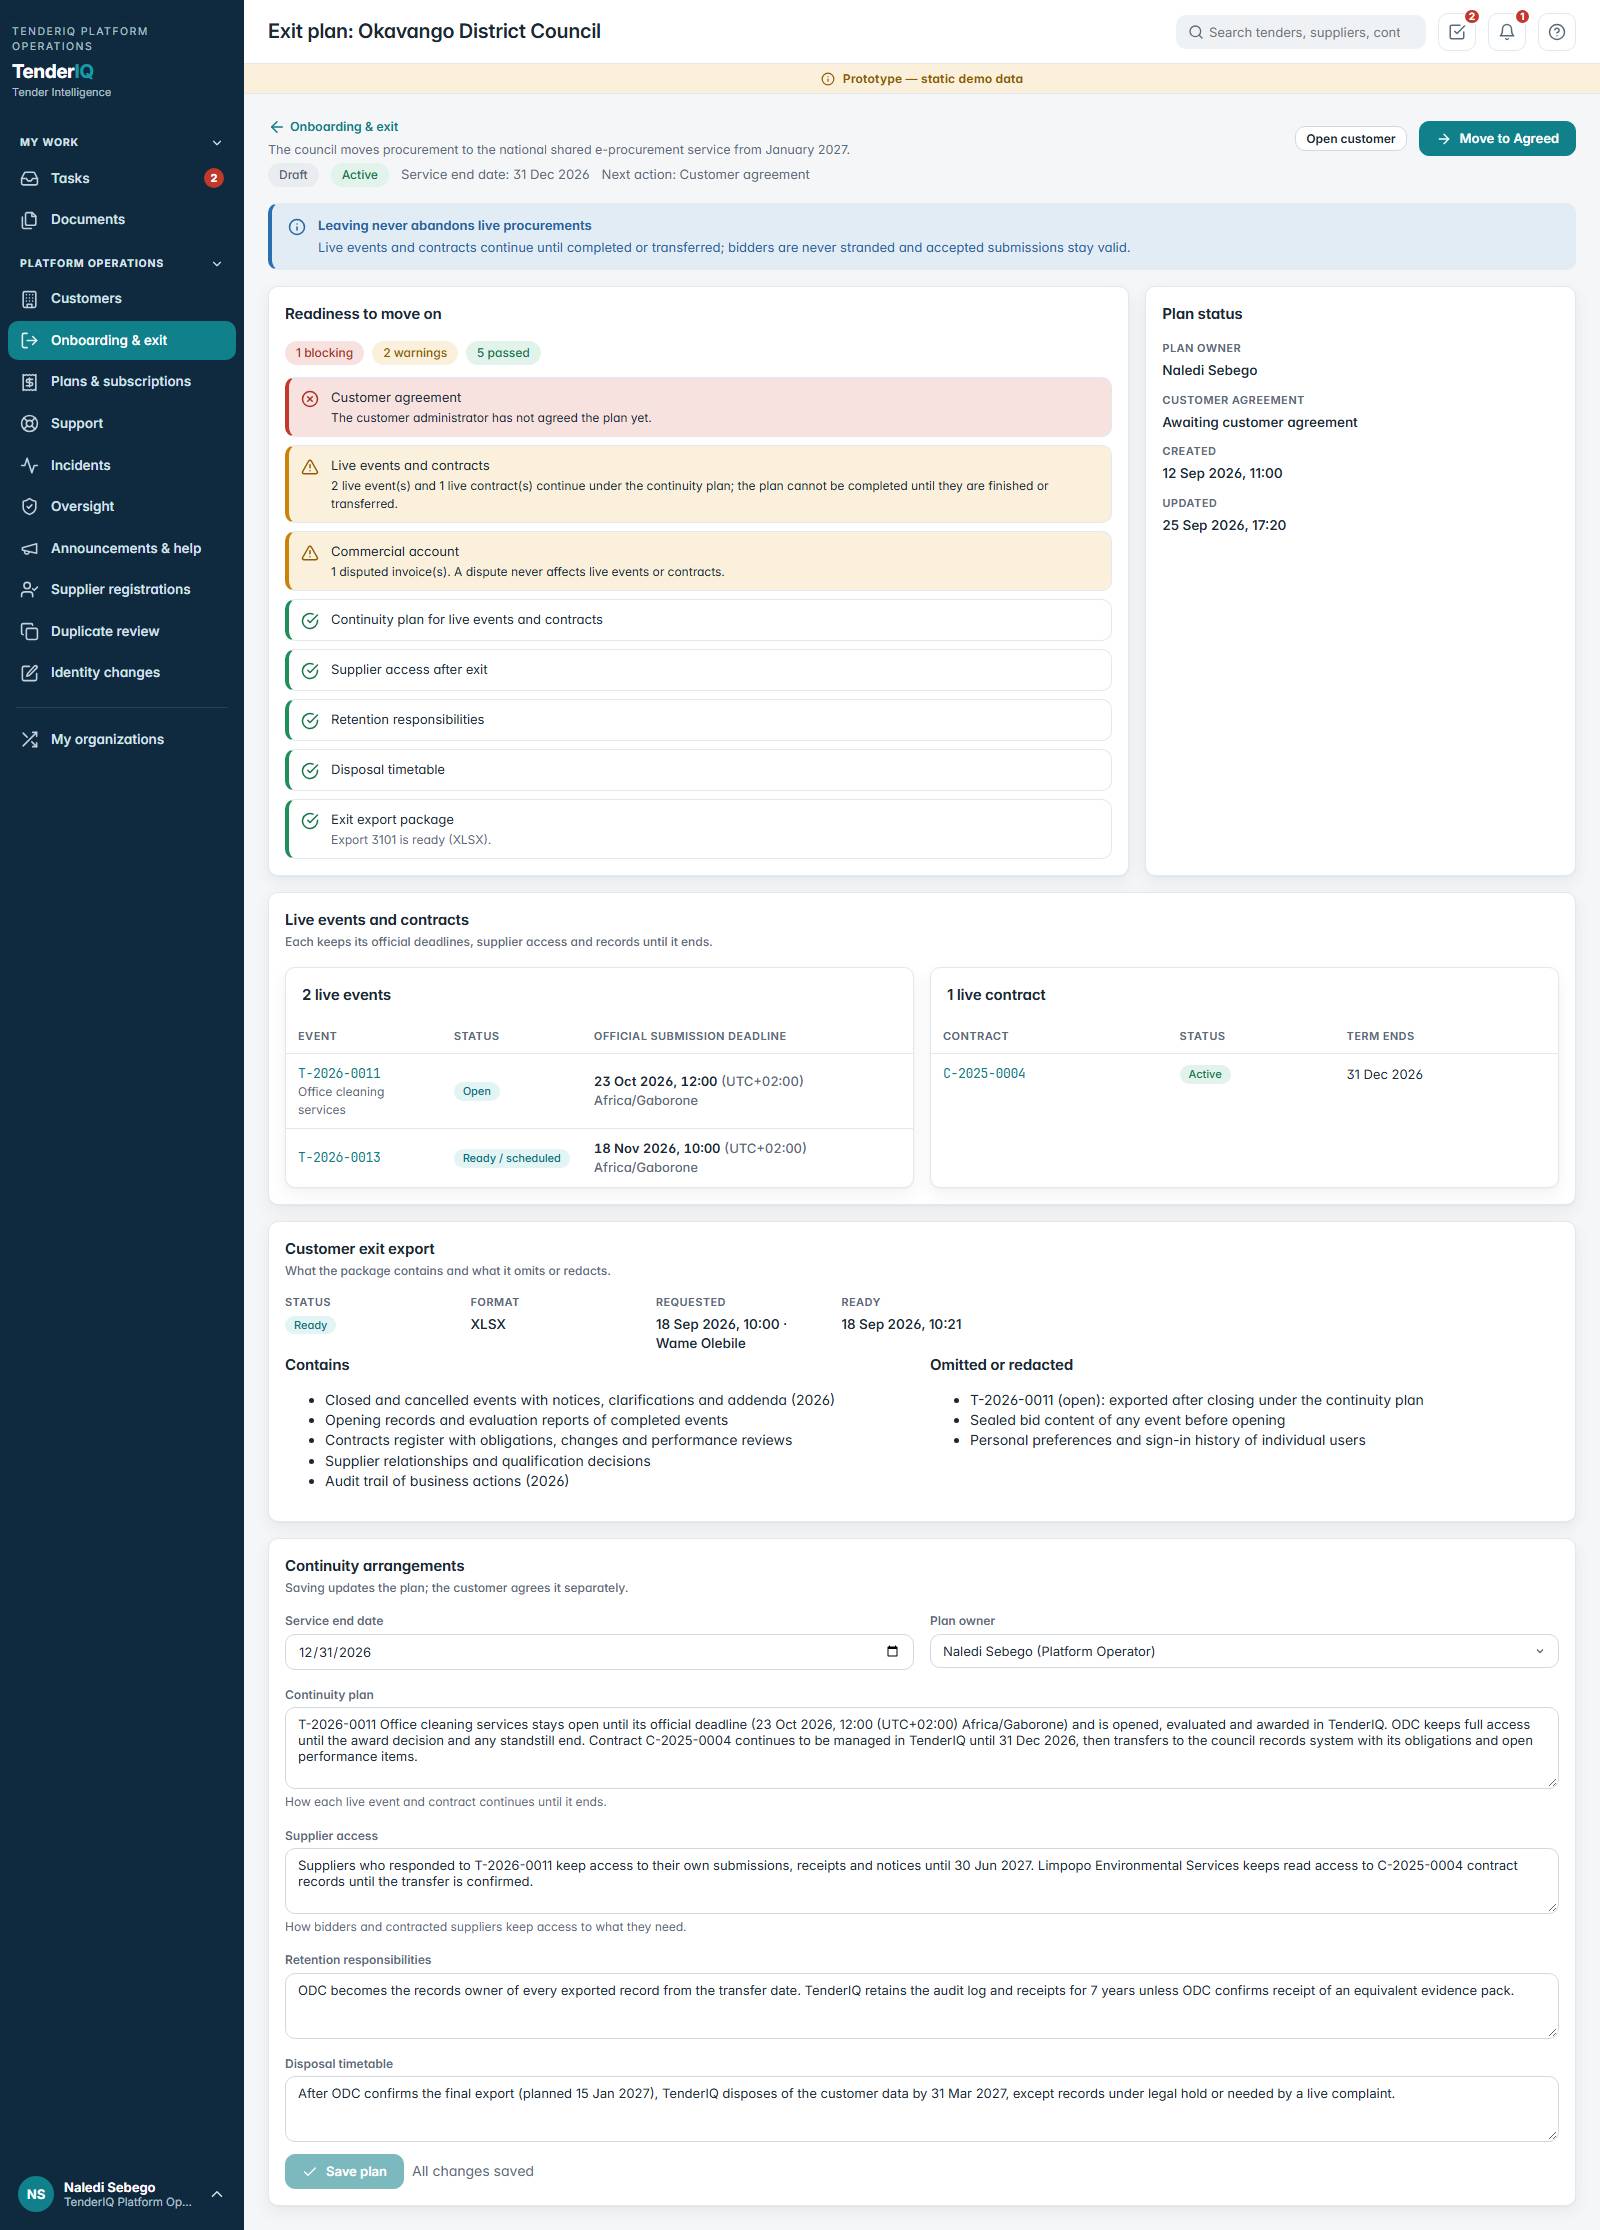 TENDERIQ PLATFORM
OPERATIONS
TenderIQ
Tender Intelligence
MY WORK
Tasks
2
Documents
PLATFORM OPERATIONS
Customers
Onboarding & exit
Plans & subscriptions
Support
Incidents
Oversight
Announcements & help
Supplier registrations
Duplicate review
Identity changes
My organizations
NS
Naledi Sebego
TenderIQ Platform Op...
Exit plan: Okavango District Council
Search tenders, suppliers, cont
2
1
Prototype — static demo data
Onboarding & exit
The council moves procurement to the national shared e-procurement service from January 2027.
Draft
Active
Service end date: 31 Dec 2026
Next action: Customer agreement
Open customer
Move to Agreed
Leaving never abandons live procurements
Live events and contracts continue until completed or transferred; bidders are never stranded and accepted submissions stay valid.
Readiness to move on
1 blocking
2 warnings
5 passed
Customer agreement
The customer administrator has not agreed the plan yet.
Live events and contracts
2 live event(s) and 1 live contract(s) continue under the continuity plan; the plan cannot be completed until they are finished or
transferred.
Commercial account
1 disputed invoice(s). A dispute never affects live events or contracts.
Continuity plan for live events and contracts
Supplier access after exit
Retention responsibilities
Disposal timetable
Exit export package
Export 3101 is ready (XLSX).
Plan status
PLAN OWNER
Naledi Sebego
CUSTOMER AGREEMENT
Awaiting customer agreement
CREATED
12 Sep 2026, 11:00
UPDATED
25 Sep 2026, 17:20
Live events and contracts
Each keeps its official deadlines, supplier access and records until it ends.
2 live events
EVENT
STATUS
OFFICIAL SUBMISSION DEADLINE
T-2026-0011
Office cleaning
services
Open
23 Oct 2026, 12:00 (UTC+02:00)
Africa/Gaborone
T-2026-0013
Ready / scheduled
18 Nov 2026, 10:00 (UTC+02:00)
Africa/Gaborone
1 live contract
CONTRACT
STATUS
TERM ENDS
C-2025-0004
Active
31 Dec 2026
Customer exit export
What the package contains and what it omits or redacts.
STATUS
Ready
FORMAT
XLSX
REQUESTED
18 Sep 2026, 10:00 ·
Wame Olebile
READY
18 Sep 2026, 10:21
Contains
• Closed and cancelled events with notices, clarifications and addenda (2026)
• Opening records and evaluation reports of completed events
• Contracts register with obligations, changes and performance reviews
• Supplier relationships and qualification decisions
• Audit trail of business actions (2026)
Omitted or redacted
• T-2026-0011 (open): exported after closing under the continuity plan
• Sealed bid content of any event before opening
• Personal preferences and sign-in history of individual users
Continuity arrangements
Saving updates the plan; the customer agrees it separately.
Service end date
12/31/2026
Plan owner
Naledi Sebego (Platform Operator)
Continuity plan
T-2026-0011 Office cleaning services stays open until its official deadline (23 Oct 2026, 12:00 (UTC+02:00) Africa/Gaborone) and is opened, evaluated and awarded in TenderIQ. ODC keeps full access
until the award decision and any standstill end. Contract C-2025-0004 continues to be managed in TenderIQ until 31 Dec 2026, then transfers to the council records system with its obligations and open
performance items.
How each live event and contract continues until it ends.
Supplier access
Suppliers who responded to T-2026-0011 keep access to their own submissions, receipts and notices until 30 Jun 2027. Limpopo Environmental Services keeps read access to C-2025-0004 contract
records until the transfer is confirmed.
How bidders and contracted suppliers keep access to what they need.
Retention responsibilities
ODC becomes the records owner of every exported record from the transfer date. TenderIQ retains the audit log and receipts for 7 years unless ODC confirms receipt of an equivalent evidence pack.
Disposal timetable
After ODC confirms the final export (planned 15 Jan 2027), TenderIQ disposes of the customer data by 31 Mar 2027, except records under legal hold or needed by a live complaint.
Save plan
All changes saved